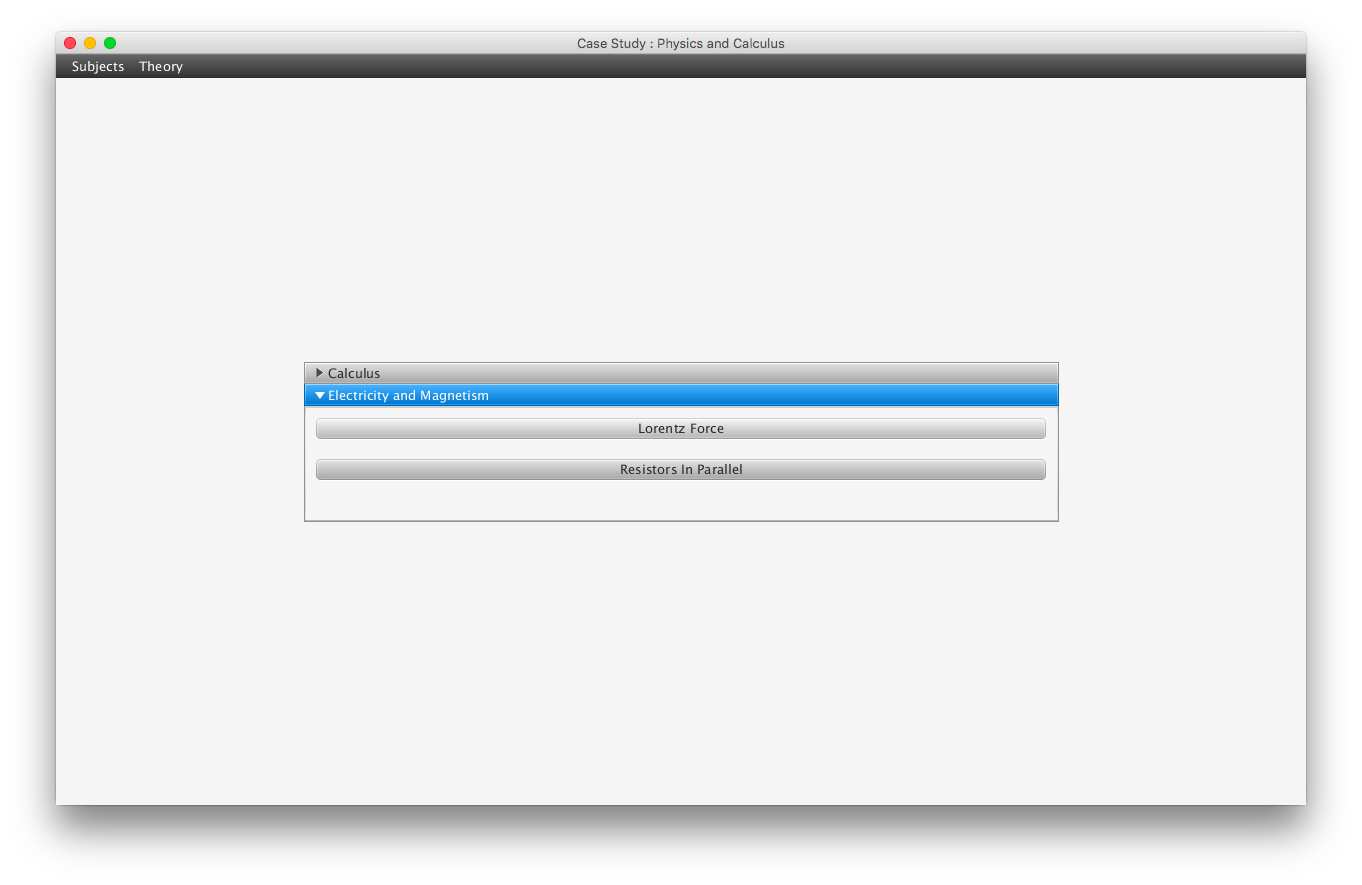 Case Study : Physics and Calculus
Subjects Theory
Calculus
Electricity and Magnetism
Lorentz Force
Resistors In Parallel